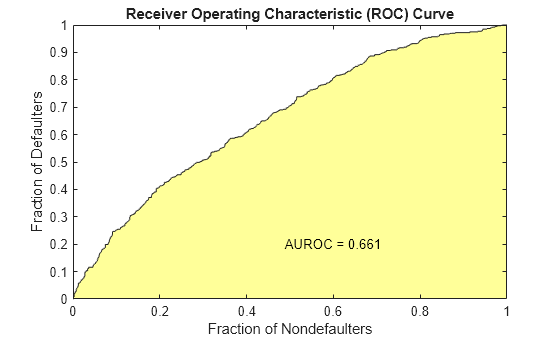 Receiver Operating Characteristic (ROC) Curve
1
0.9
0.8
0.7
0.6
0.5
0.4
0.3
0.2
0.1
0
Fraction of Defaulters
AUROC = 0.661
0 0.2 0.4 0.6 0.8 1
Fraction of Nondefaulters